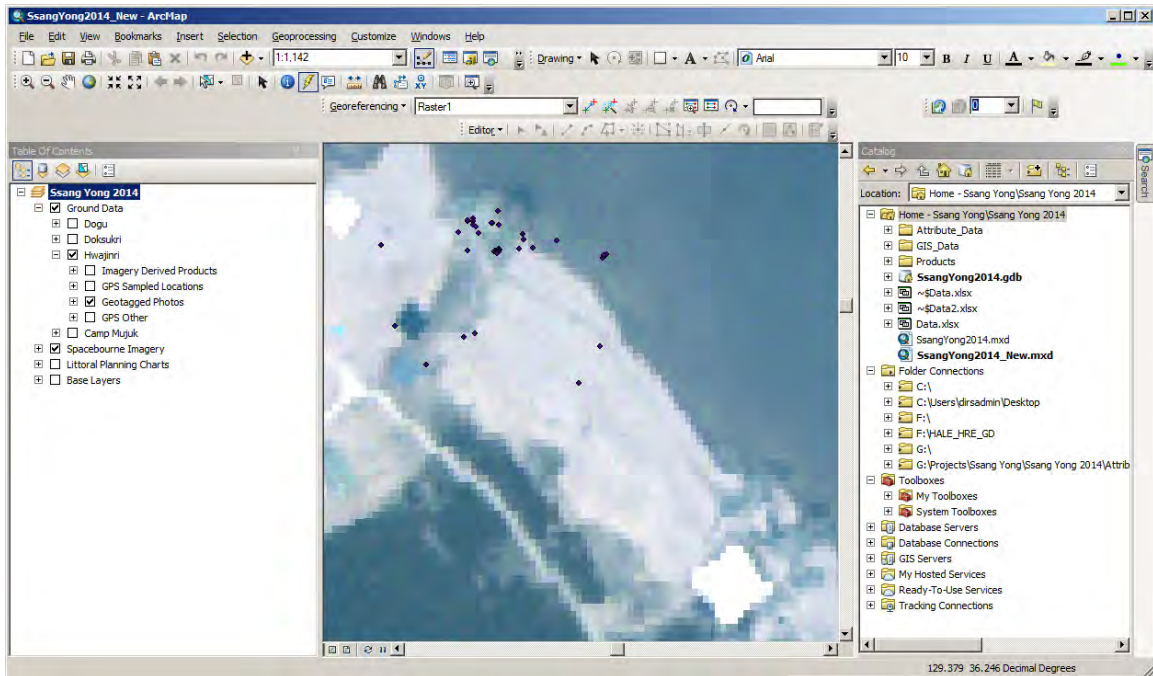 SsangYong2014_New - ArcMap
File Edit View Bookmarks Insert Selection Geoprocessing Customize Windows Help
1:1,142 Drawing A Arial 10 B I U A
Georeferencing Raster1 0
Editor
Table Of Contents
Ssang Yong 2014
Ground Data
Dogu
Doksukri
Hwajinri
Imagery Derived Products
GPS Sampled Locations
Geotagged Photos
GPS Other
Camp Mujuk
Spacebourne Imagery
Littoral Planning Charts
Base Layers
Catalog
Location: Home - Ssang Yong\Ssang Yong 2014
Home - Ssang Yong\Ssang Yong 2014
Attribute_Data
GIS_Data
Products
SsangYong2014.gdb
~$Data.xlsx
~$Data2.xlsx
Data.xlsx
SsangYong2014.mxd
SsangYong2014_New.mxd
Folder Connections
C:\
C:\Users\dirsadmin\Desktop
F:\
F:\HALE_HRE_GD
G:\
G:\Projects\Ssang Yong\Ssang Yong 2014\Attrib
Toolboxes
My Toolboxes
System Toolboxes
Database Servers
Database Connections
GIS Servers
My Hosted Services
Ready-To-Use Services
Tracking Connections
Search
129.379 36.246 Decimal Degrees